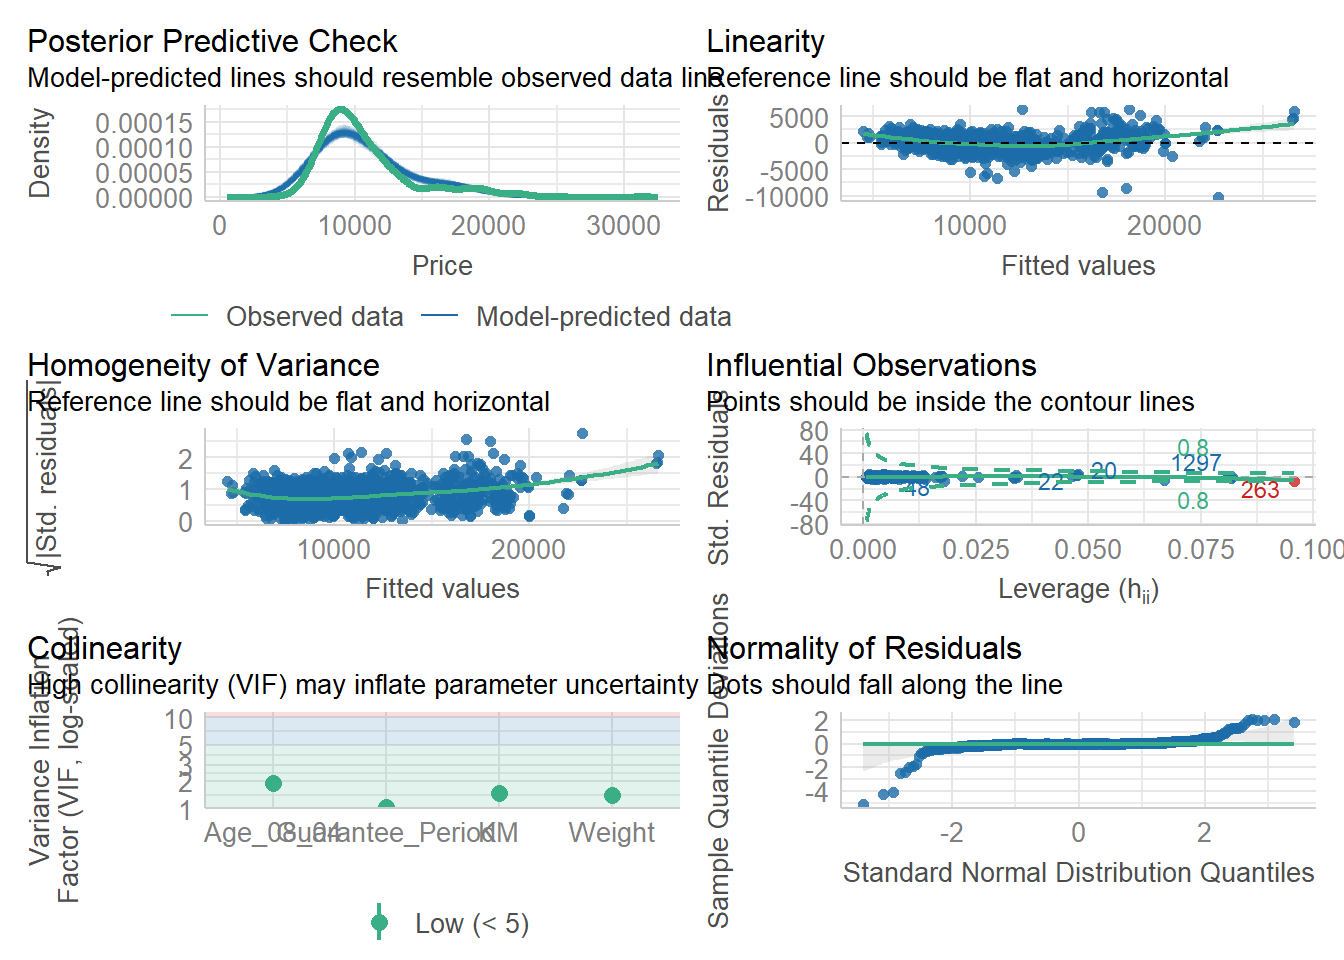 Posterior Predictive Check
Model-predicted lines should resemble observed data line
Density
0.00015
0.00010
0.00005
0.00000
0 10000 20000 30000
Price
Observed data Model-predicted data
Linearity
Reference line should be flat and horizontal
Residuals
5000
0
-5000
-10000
10000 20000
Fitted values
Homogeneity of Variance
Reference line should be flat and horizontal
√|Std. residuals|
2
1
0
10000 20000
Fitted values
Influential Observations
Points should be inside the contour lines
Std. Residuals
80
40
0
-40
-80
0.8
48
22
20
1297
263
0.8
0.000 0.025 0.050 0.075 0.100
Leverage (hii)
Collinearity
High collinearity (VIF) may inflate parameter uncertainty
Variance Inflation
Factor (VIF, log-scaled)
10
5
3
2
1
Age_08_04 Guarantee_Period KM Weight
Low (< 5)
Normality of Residuals
Dots should fall along the line
Sample Quantile Deviations
2
0
-2
-4
-2 0 2
Standard Normal Distribution Quantiles